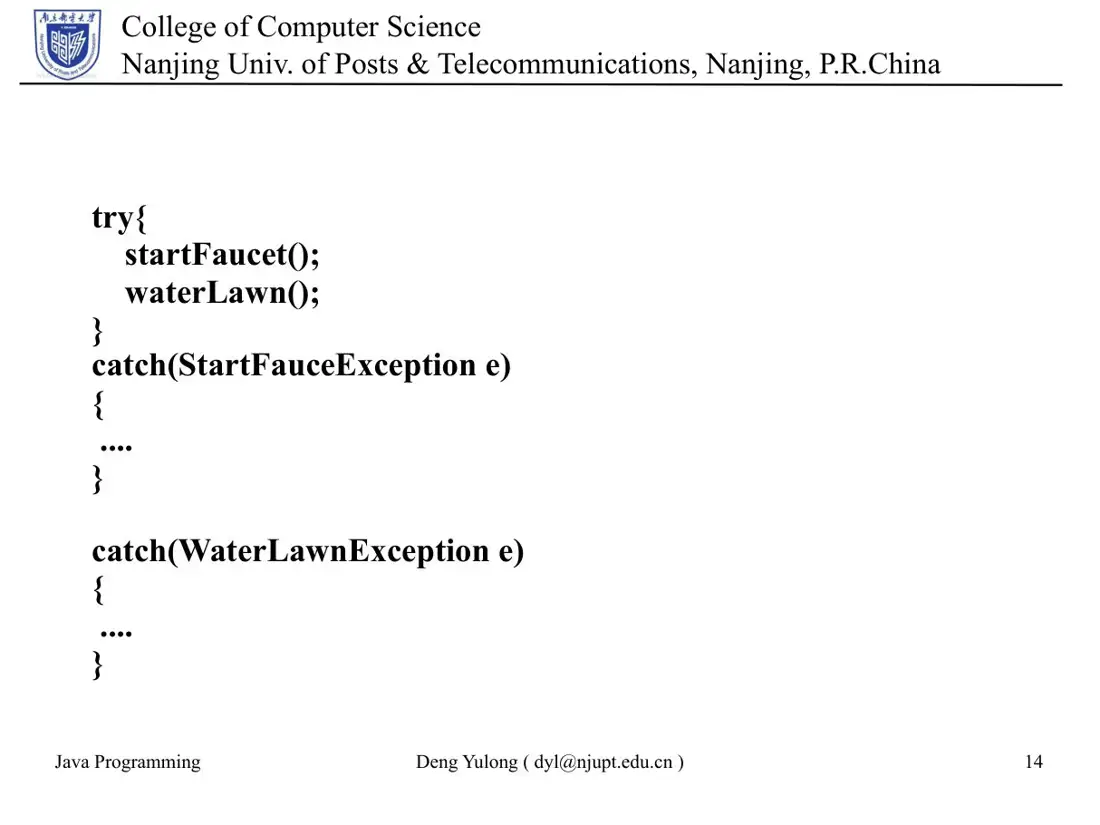 College of Computer Science
Nanjing Univ. of Posts & Telecommunications, Nanjing, P.R.China
try{
startFaucet();
waterLawn();
}
catch(StartFauceException e)
{
....
}
catch(WaterLawnException e)
{
....
}
Java Programming
Deng Yulong ( dyl@njupt.edu.cn )
14